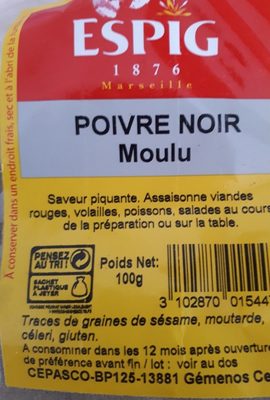 ESPIG
1876
Marseille
POIVRE NOIR
Moulu
A conserver dans un endroit frais, sec et à l'abri de la
Saveur piquante. Assaisonne viandes
rouges, volailles, poissons, salades au cours
de la préparation ou sur la table.
PENSEZ
AU TRI !
SACHET
PLASTIQUE
À JETER
Poids Net:
100g
3 102870 01544
Traces de graines de sésame, moutarde,
céleri, gluten.
A consommer dans les 12 mois après ouverture
de préférence avant fin / lot : voir au dos
CEPASCO-BP125-13881 Gémenos Ce